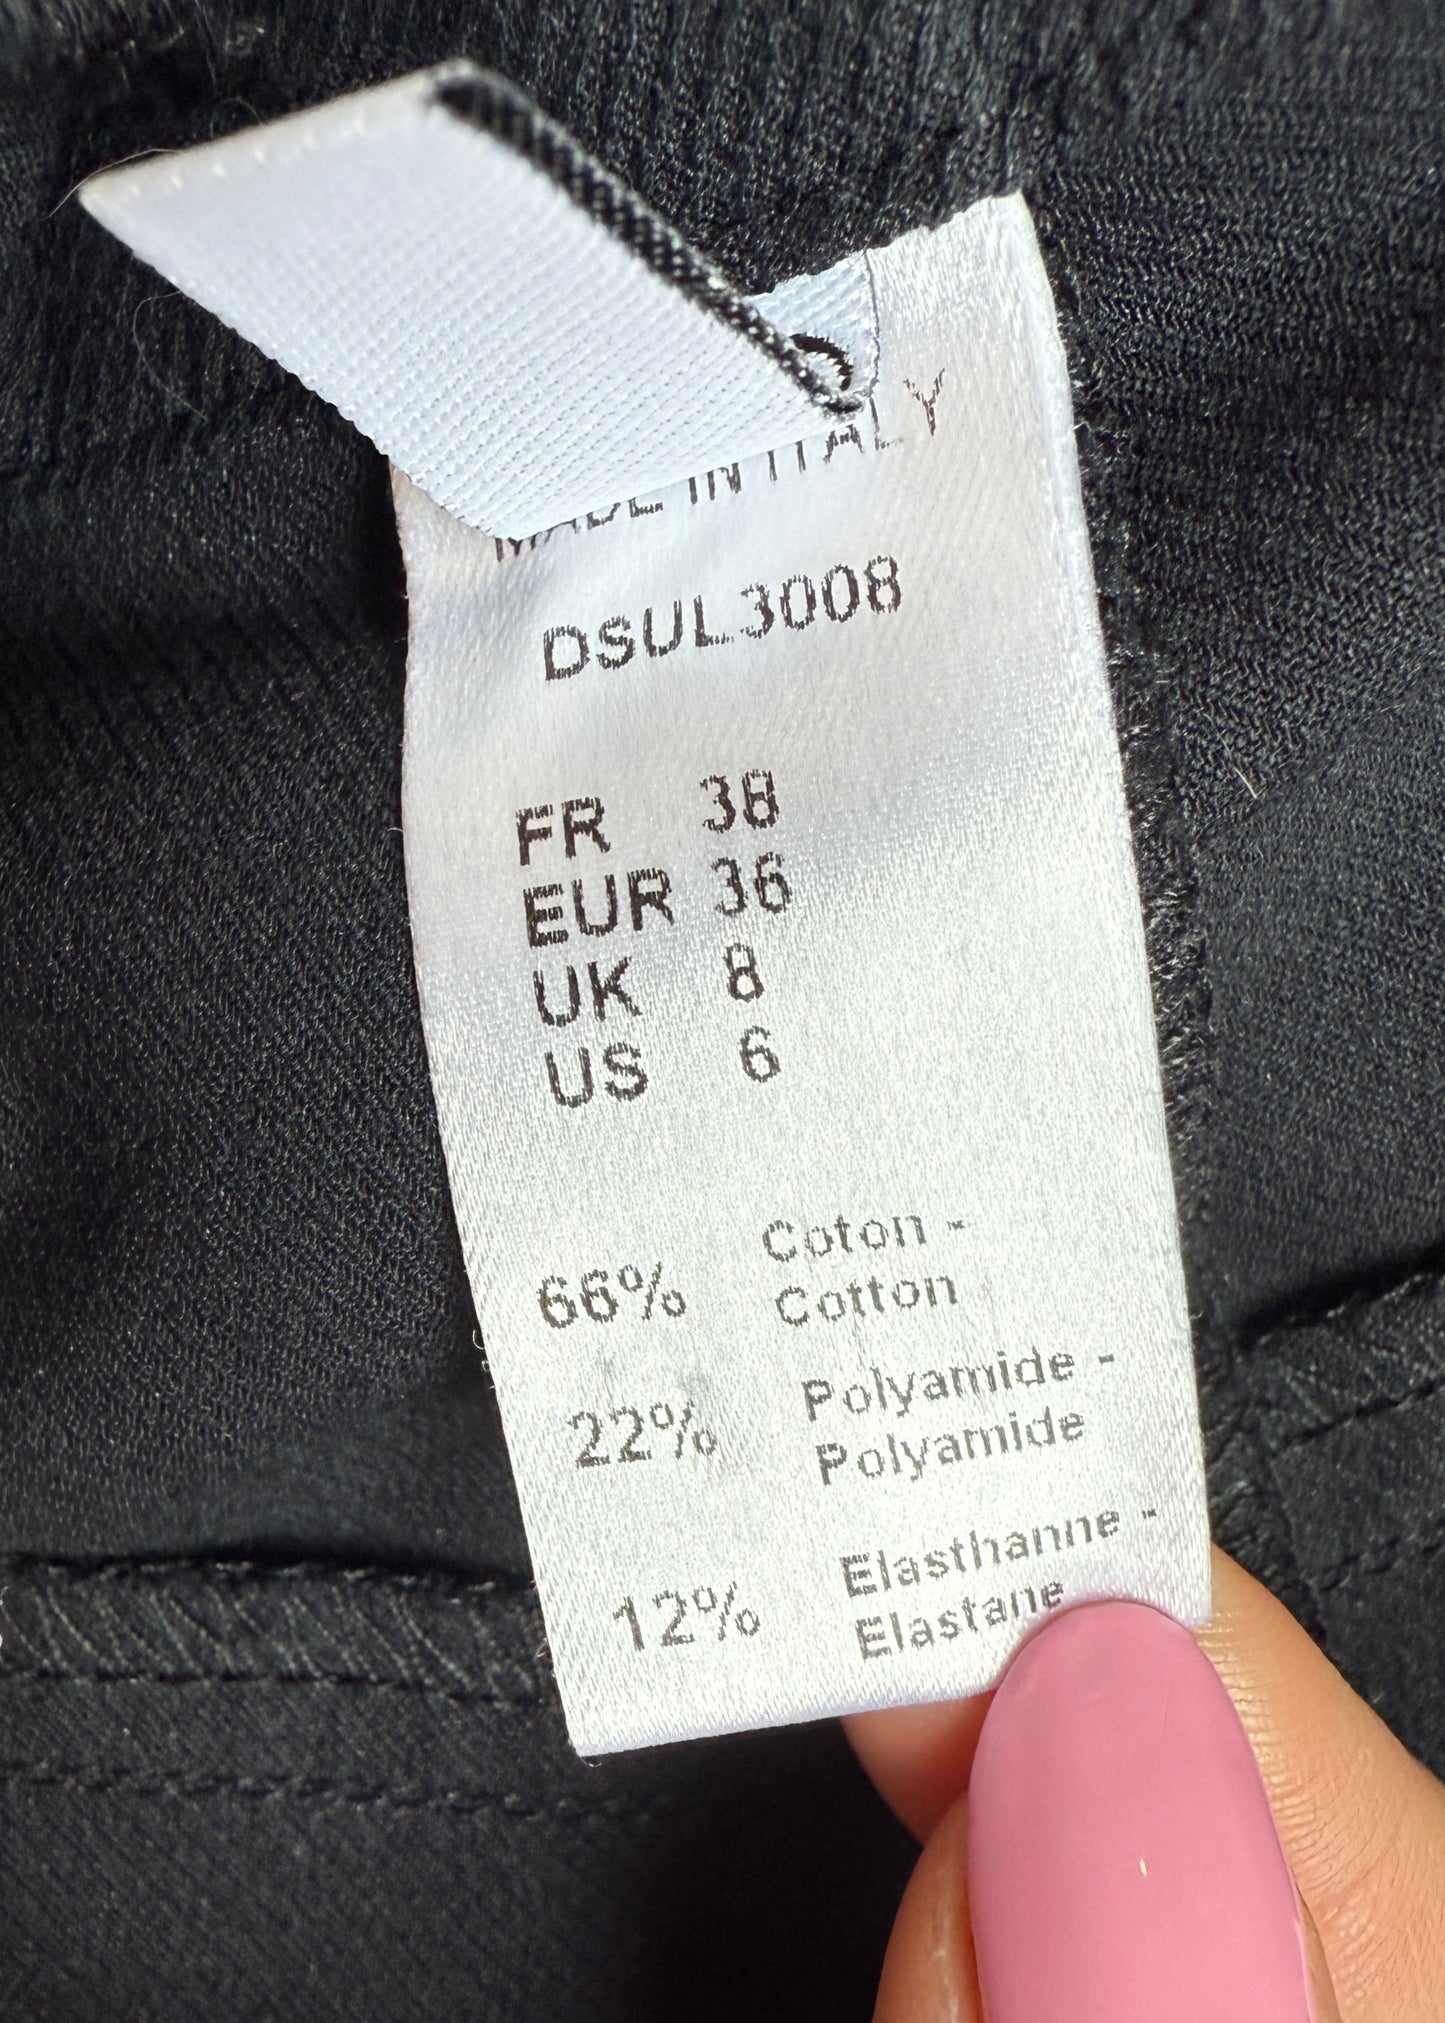 MADE IN ITALY
DSUL3008
FR 38
EUR 36
UK 8
US 6
66% Coton -
Cotton
22% Polyamide -
Polyamide
12% Elasthanne -
Elastane